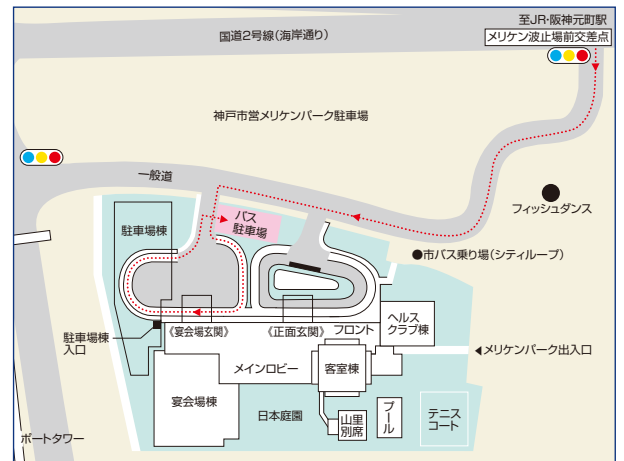 至JR・阪神元町駅
国道2号線（海岸通り）
メリケン波止場前交差点
神戸市営メリケンパーク駐車場
一般道
フィッシュダンス
バス
駐車場
駐車場棟
●市バス乗り場（シティループ）
ヘルス
クラブ棟
駐車場棟
入口
《宴会場玄関》
《正面玄関》
フロント
◀メリケンパーク出入口
メインロビー
客室棟
宴会場棟
日本庭園
山里
別席
プール
テニス
コート
ポートタワー